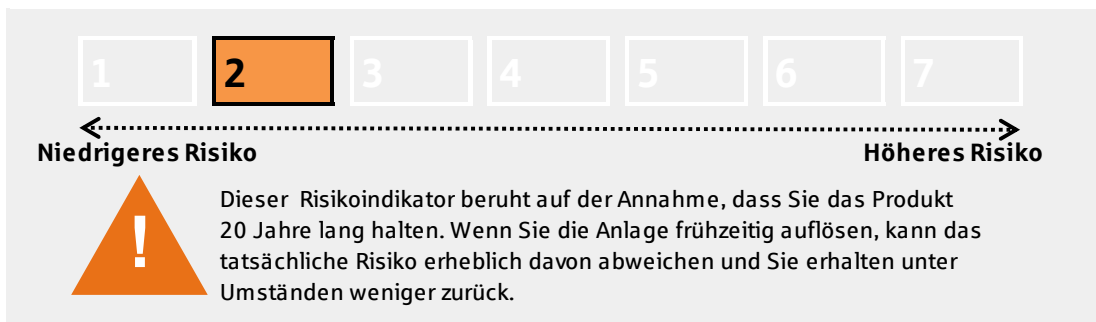 1 2 3 4 5 6 7
Niedrigeres Risiko Höheres Risiko
!
Dieser Risikoindikator beruht auf der Annahme, dass Sie das Produkt
20 Jahre lang halten. Wenn Sie die Anlage frühzeitig auflösen, kann das
tatsächliche Risiko erheblich davon abweichen und Sie erhalten unter
Umständen weniger zurück.